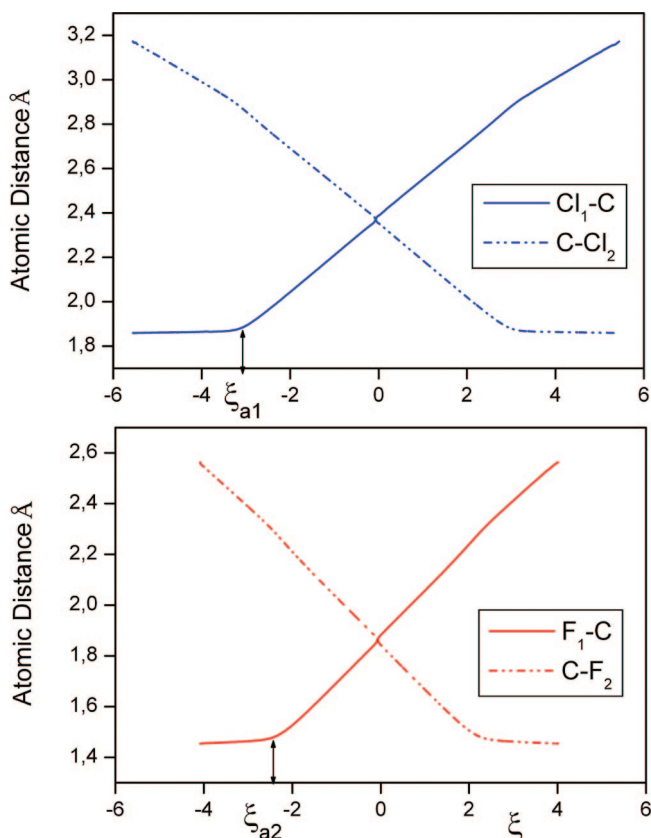 3,2
3,0
2,8
2,6
2,4
2,2
2,0
1,8
Atomic Distance Å
Cl₁-C
C-Cl₂
-6 -4 -2 0 2 4 6
ξₐ₁
2,6
2,4
2,2
2,0
1,8
1,6
1,4
Atomic Distance Å
F₁-C
C-F₂
-6 -4 -2 0 2 4 6
ξₐ₂ ξ